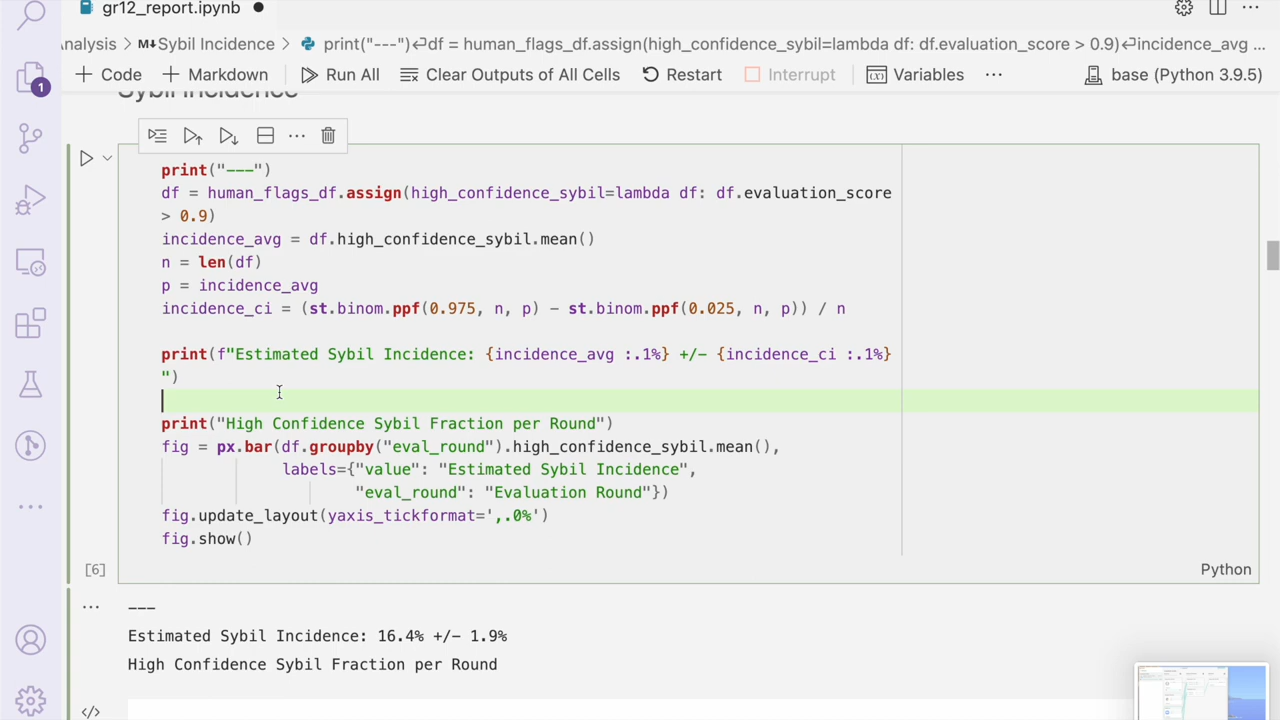 gr12_report.ipynb
Analysis > M↓Sybil Incidence > print("---")↵df = human_flags_df.assign(high_confidence_sybil=lambda df: df.evaluation_score > 0.9)↵incidence_avg ...
+ Code + Markdown Run All Clear Outputs of All Cells Restart Interrupt Variables ... base (Python 3.9.5)
1
Sybil Incidence
print("---")
df = human_flags_df.assign(high_confidence_sybil=lambda df: df.evaluation_score
> 0.9)
incidence_avg = df.high_confidence_sybil.mean()
n = len(df)
p = incidence_avg
incidence_ci = (st.binom.ppf(0.975, n, p) - st.binom.ppf(0.025, n, p)) / n
print(f"Estimated Sybil Incidence: {incidence_avg :.1%} +/- {incidence_ci :.1%}
")
print("High Confidence Sybil Fraction per Round")
fig = px.bar(df.groupby("eval_round").high_confidence_sybil.mean(),
labels={"value": "Estimated Sybil Incidence",
"eval_round": "Evaluation Round"})
fig.update_layout(yaxis_tickformat=',.0%')
fig.show()
[6]
Python
---
Estimated Sybil Incidence: 16.4% +/- 1.9%
High Confidence Sybil Fraction per Round